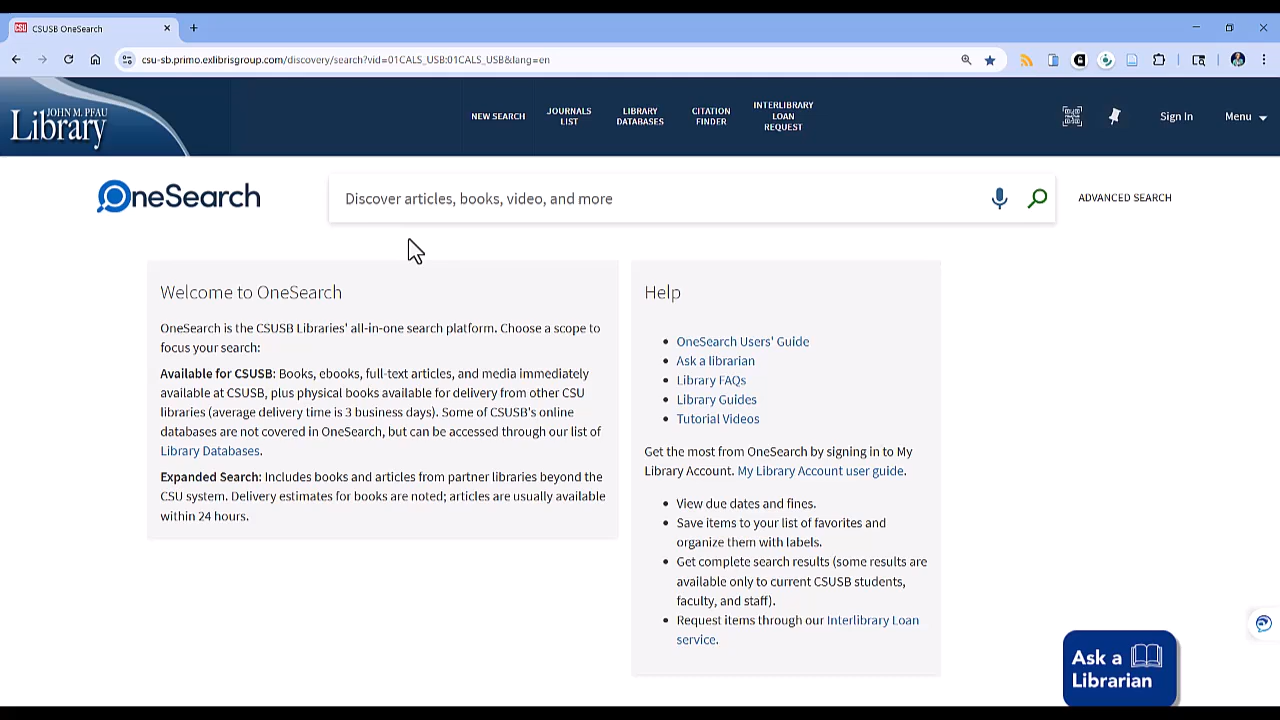 CSUSB OneSearch
csu-sb.primo.exlibrisgroup.com/discovery/search?vid=01CALS_USB:01CALS_USB&lang=en
JOHN M. PFAU
Library
NEW SEARCH
JOURNALS
LIST
LIBRARY
DATABASES
CITATION
FINDER
INTERLIBRARY
LOAN
REQUEST
Sign In
Menu
OneSearch
Discover articles, books, video, and more
ADVANCED SEARCH
Welcome to OneSearch
OneSearch is the CSUSB Libraries' all-in-one search platform. Choose a scope to
focus your search:
Available for CSUSB: Books, ebooks, full-text articles, and media immediately
available at CSUSB, plus physical books available for delivery from other CSU
libraries (average delivery time is 3 business days). Some of CSUSB's online
databases are not covered in OneSearch, but can be accessed through our list of
Library Databases.
Expanded Search: Includes books and articles from partner libraries beyond the
CSU system. Delivery estimates for books are noted; articles are usually available
within 24 hours.
Help
OneSearch Users' Guide
Ask a librarian
Library FAQs
Library Guides
Tutorial Videos
Get the most from OneSearch by signing in to My
Library Account. My Library Account user guide.
View due dates and fines.
Save items to your list of favorites and
organize them with labels.
Get complete search results (some results are
available only to current CSUSB students,
faculty, and staff).
Request items through our Interlibrary Loan
service.
Ask a
Librarian